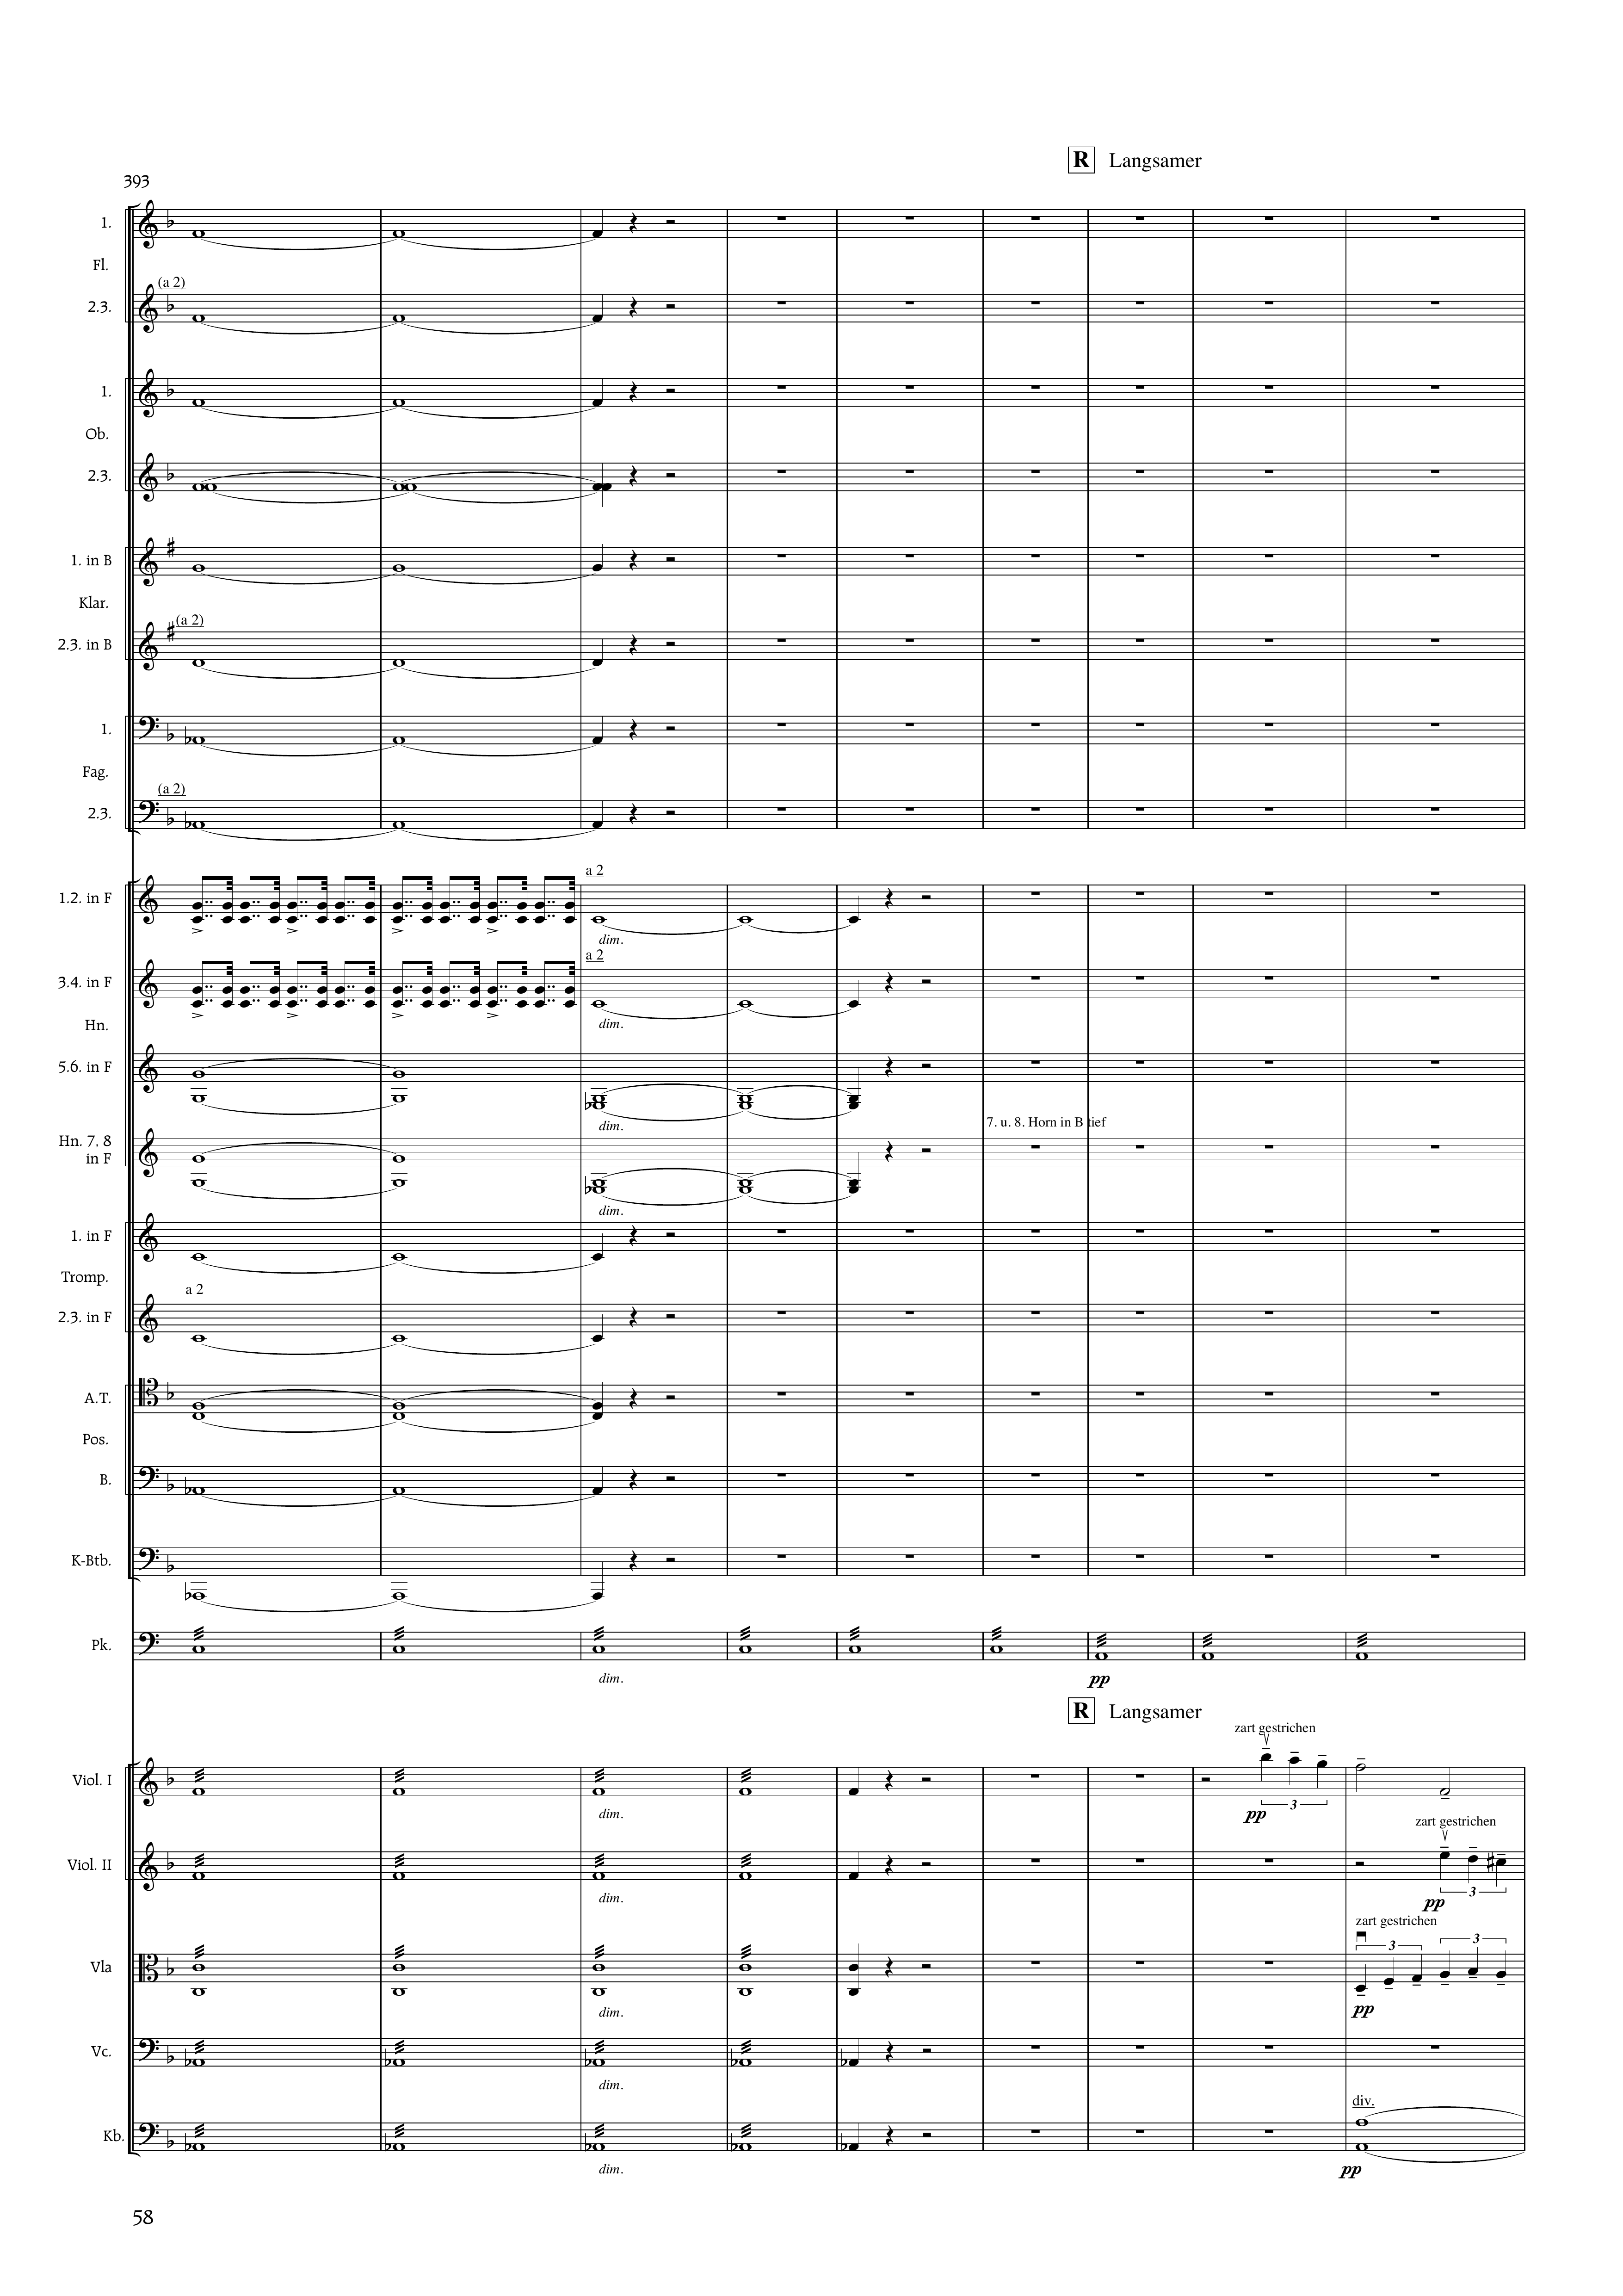 R Langsamer
393
1.
Fl.
(a 2)
2.3.
1.
Ob.
2.3.
1. in B
Klar.
(a 2)
2.3. in B
1.
Fag.
(a 2)
2.3.
a 2
1.2. in F
dim.
a 2
3.4. in F
dim.
Hn.
5.6. in F
dim.
7. u. 8. Horn in B tief
Hn. 7, 8
in F
dim.
1. in F
Tromp.
a 2
2.3. in F
A.T.
Pos.
B.
K-Btb.
Pk.
dim. pp
R Langsamer
zart gestrichen
Viol. I
dim. pp 3
zart gestrichen
Viol. II
dim. pp 3
zart gestrichen
3 3
Vla
dim. pp
Vc.
dim.
div.
Kb.
dim. pp
58